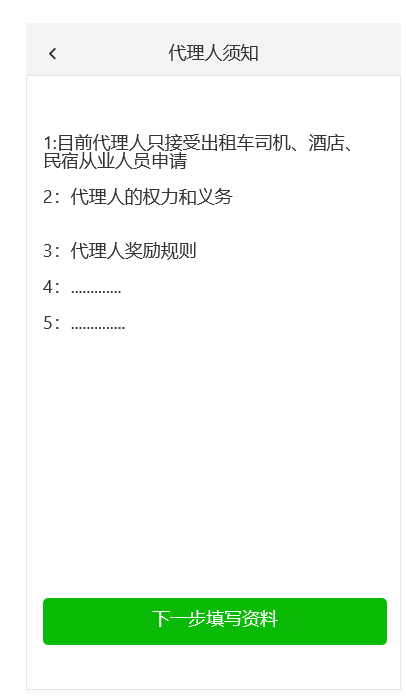 代理人须知
1:目前代理人只接受出租车司机、酒店、
民宿从业人员申请
2：代理人的权力和义务
3：代理人奖励规则
4：.............
5：..............
下一步填写资料